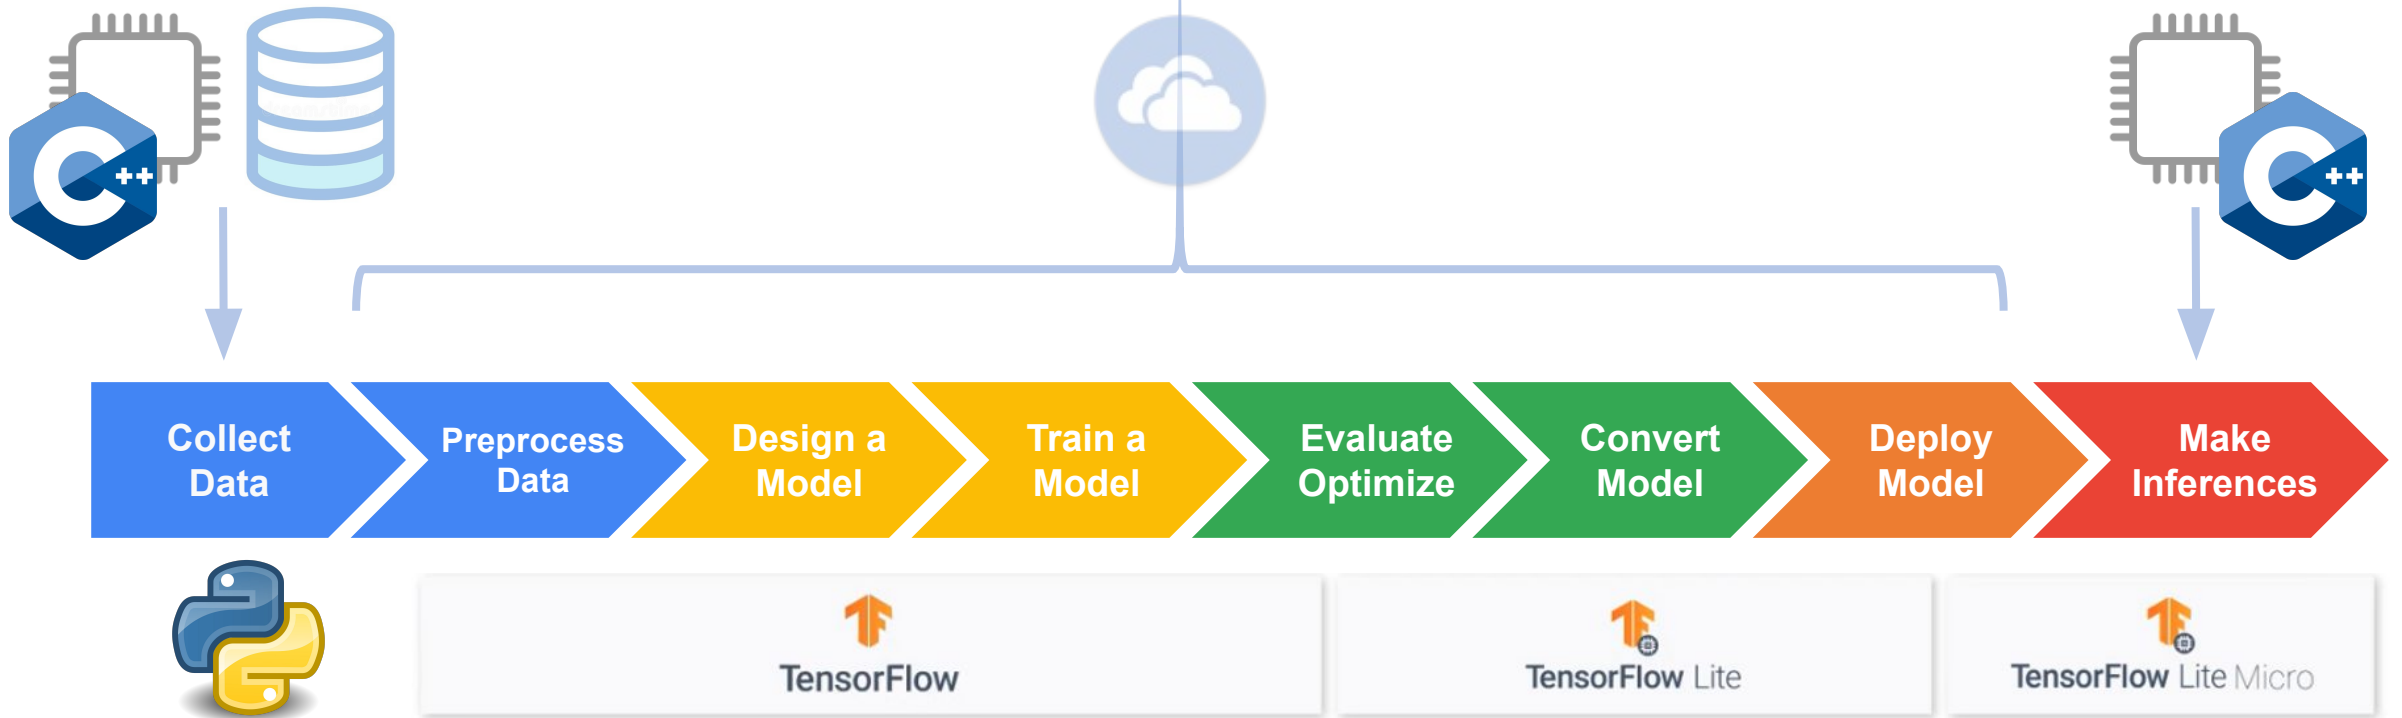 C++
C++
Collect
Data
Preprocess
Data
Design a
Model
Train a
Model
Evaluate
Optimize
Convert
Model
Deploy
Model
Make
Inferences
TensorFlow
TensorFlow Lite
TensorFlow Lite Micro